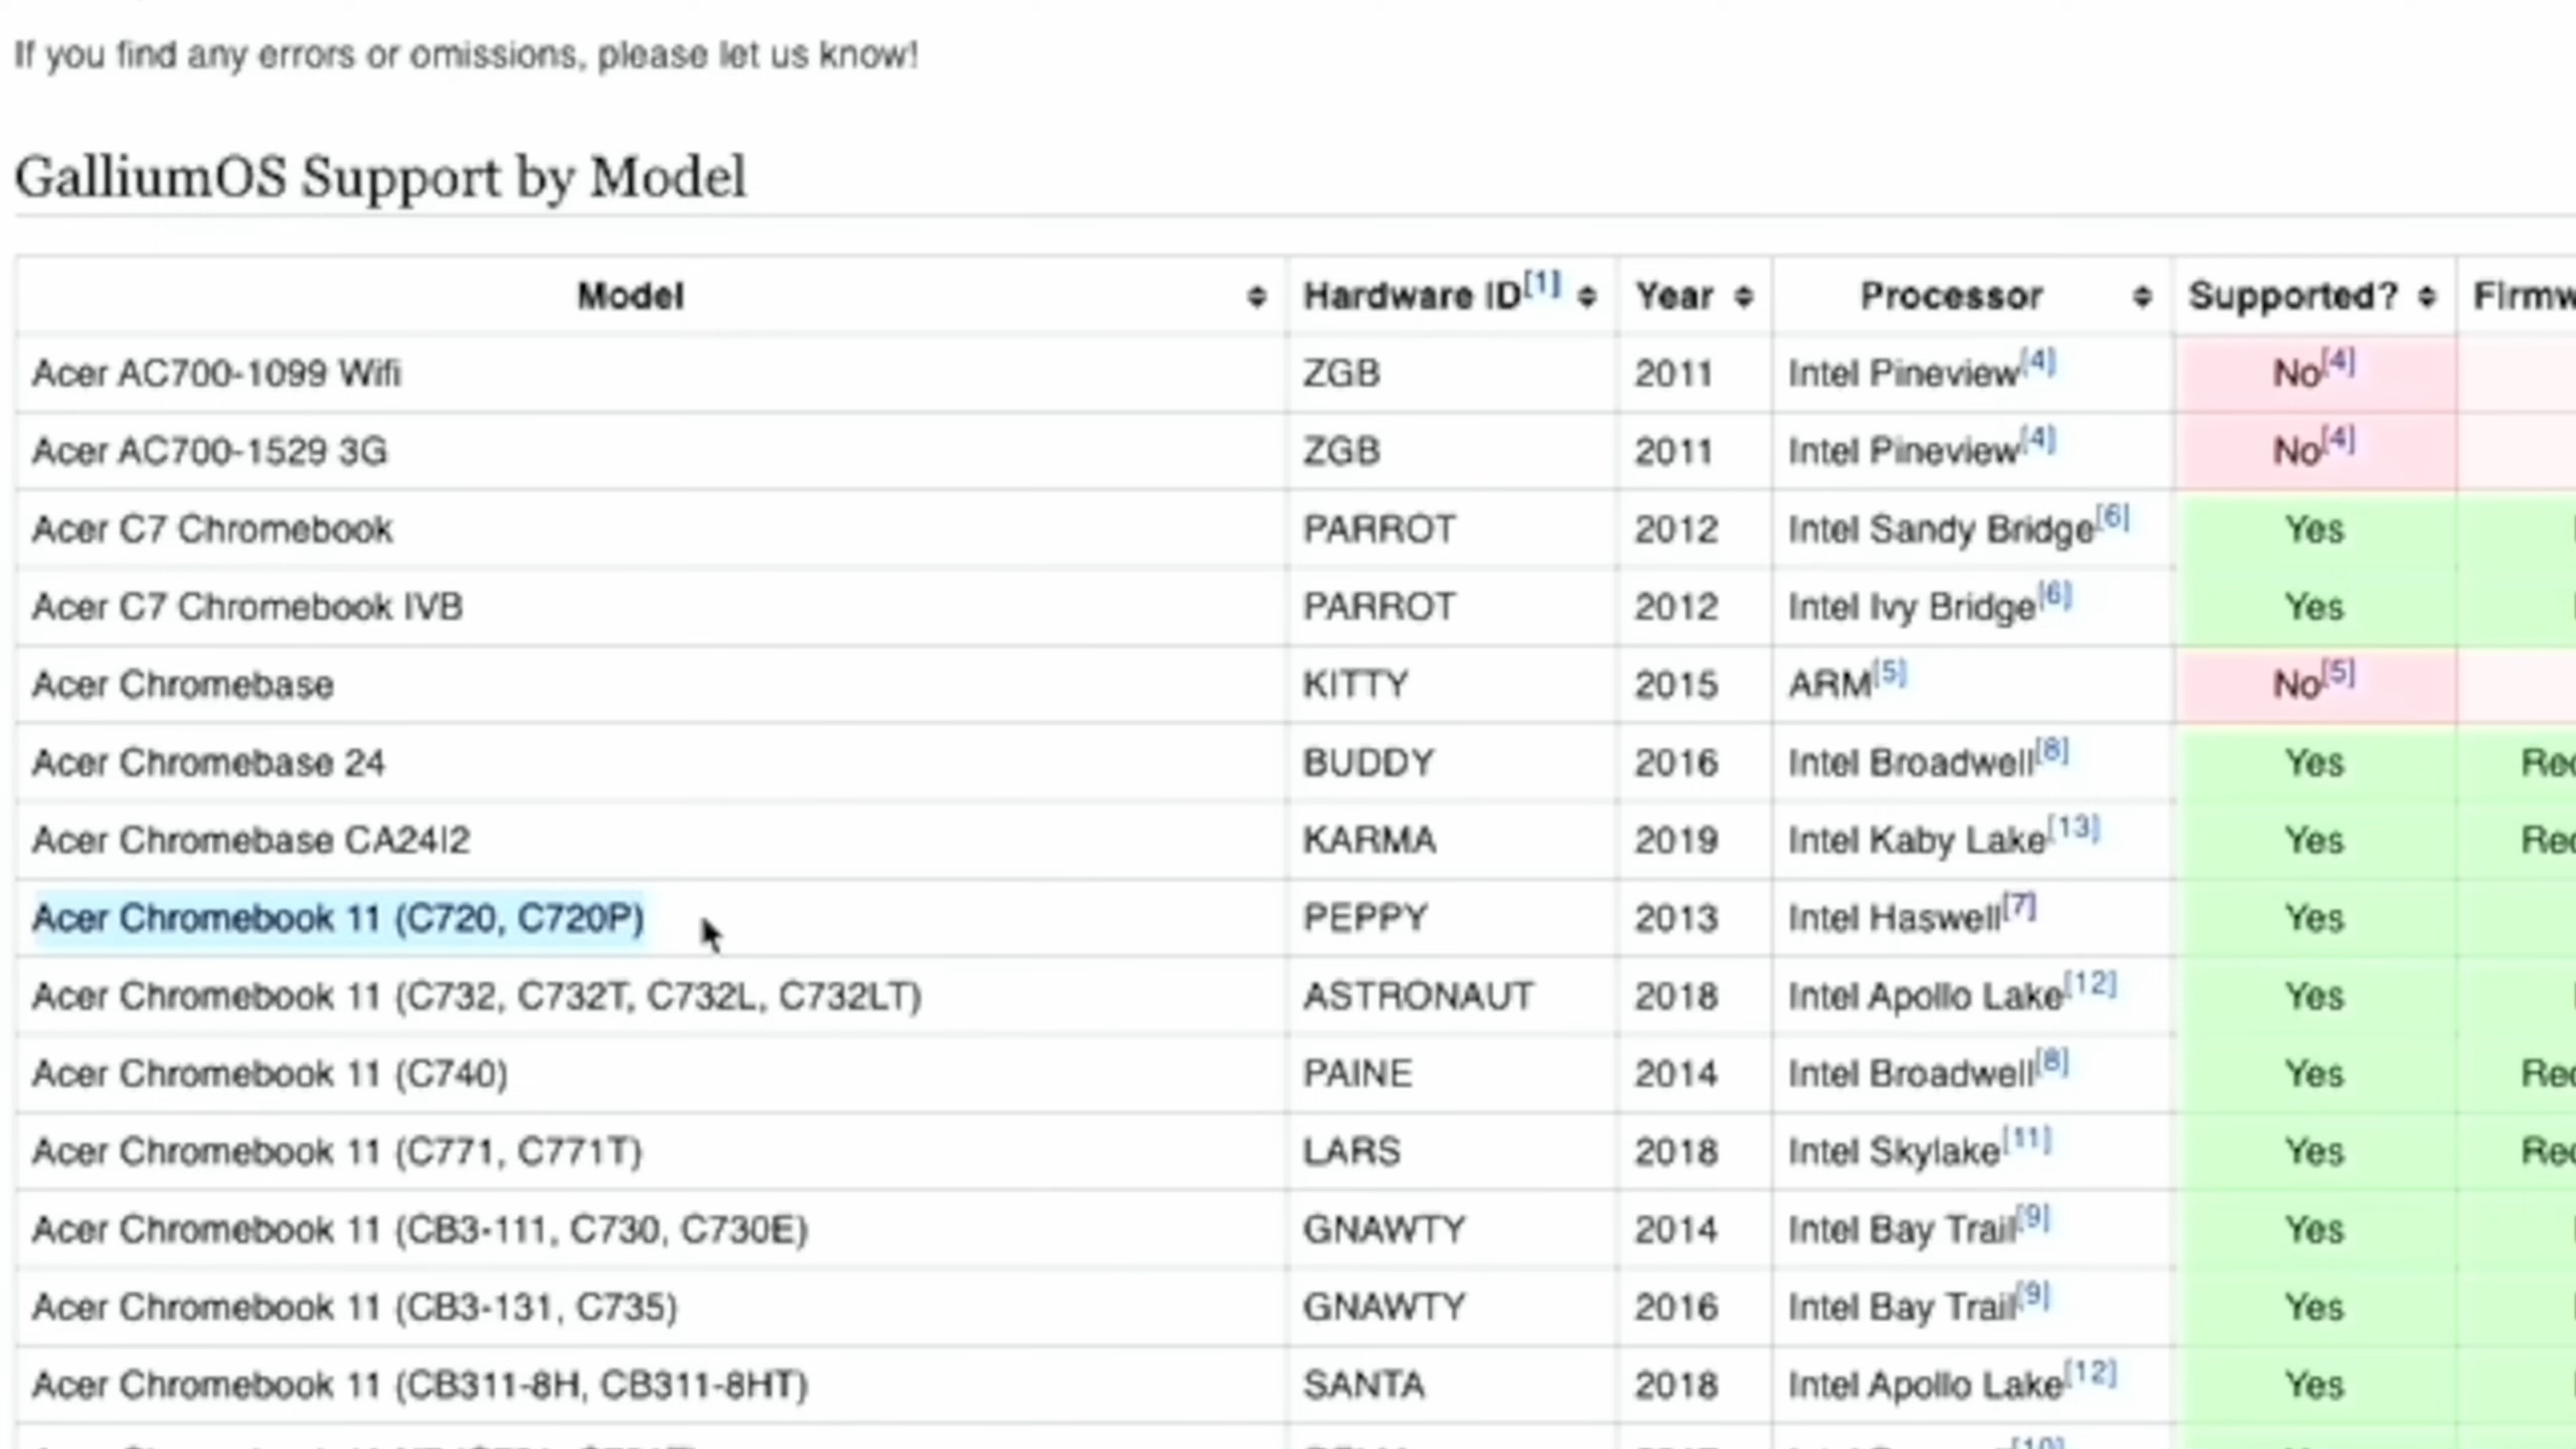 If you find any errors or omissions, please let us know!
GalliumOS Support by Model
Model Hardware ID[1] Year Processor Supported?
Acer AC700-1099 Wifi ZGB 2011 Intel Pineview[4] No[4]
Acer AC700-1529 3G ZGB 2011 Intel Pineview[4] No[4]
Acer C7 Chromebook PARROT 2012 Intel Sandy Bridge[6] Yes
Acer C7 Chromebook IVB PARROT 2012 Intel Ivy Bridge[6] Yes
Acer Chromebase KITTY 2015 ARM[5] No[5]
Acer Chromebase 24 BUDDY 2016 Intel Broadwell[8] Yes
Acer Chromebase CA24I2 KARMA 2019 Intel Kaby Lake[13] Yes
Acer Chromebook 11 (C720, C720P) PEPPY 2013 Intel Haswell[7] Yes
Acer Chromebook 11 (C732, C732T, C732L, C732LT) ASTRONAUT 2018 Intel Apollo Lake[12] Yes
Acer Chromebook 11 (C740) PAINE 2014 Intel Broadwell[8] Yes
Acer Chromebook 11 (C771, C771T) LARS 2018 Intel Skylake[11] Yes
Acer Chromebook 11 (CB3-111, C730, C730E) GNAWTY 2014 Intel Bay Trail[9] Yes
Acer Chromebook 11 (CB3-131, C735) GNAWTY 2016 Intel Bay Trail[9] Yes
Acer Chromebook 11 (CB311-8H, CB311-8HT) SANTA 2018 Intel Apollo Lake[12] Yes